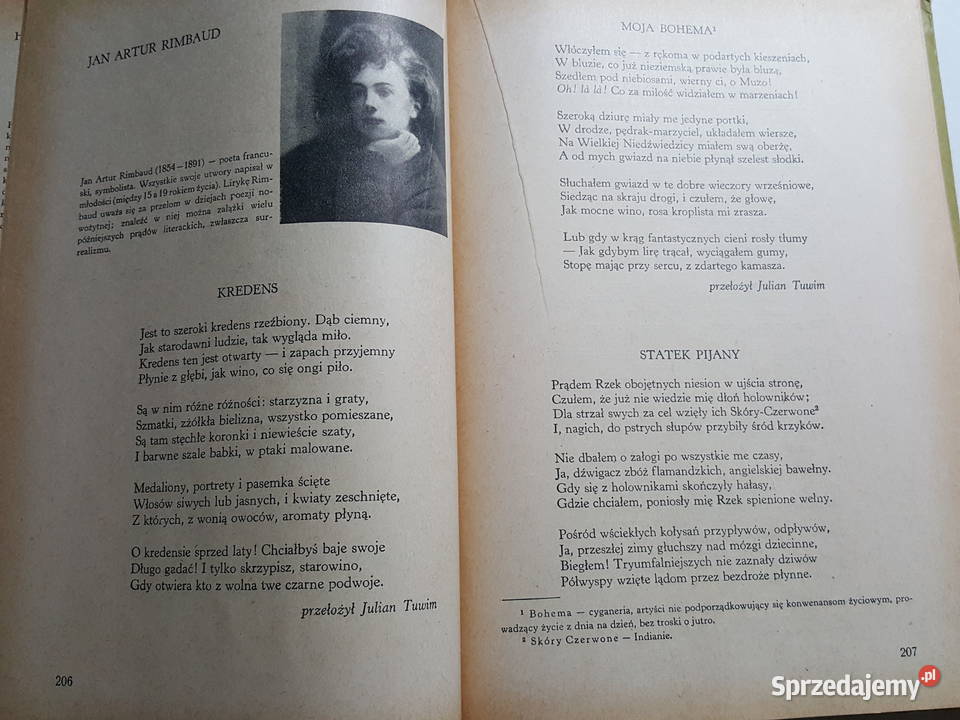 JAN ARTUR RIMBAUD
Jan Artur Rimbaud (1854–1891) – poeta francu-
ski, symbolista. Wszystkie swoje utwory napisał w
młodości (między 15 a 19 rokiem życia). Lirykę Rim-
baud uważa się za przełom w dziejach poezji no-
wożytnej; znaleźć w niej można zalążki wielu
późniejszych prądów literackich, zwłaszcza sur-
realizmu.
KREDENS
Jest to szeroki kredens rzeźbiony. Dąb ciemny,
Jak starodawni ludzie, tak wygląda miło.
Kredens ten jest otwarty — i zapach przyjemny
Płynie z głębi, jak wino, co się ongi piło.
Są w nim różne różności: starzyzna i graty,
Szmatki, zżółkła bielizna, wszystko pomieszane,
Są tam stęchłe koronki i niewieście szaty,
I barwne szale babki, w ptaki malowane.
Medaliony, portrety i pasemka ścięte
Włosów siwych lub jasnych, i kwiaty zeschnięte,
Z których, z wonią owoców, aromaty płyną.
O kredensie sprzed laty! Chciałbyś baje swoje
Długo gadać! I tylko skrzypisz, starowino,
Gdy otwiera kto z wolna twe czarne podwoje.
przełożył Julian Tuwim
206
MOJA BOHEMA¹
Włóczyłem się — z rękoma w podartych kieszeniach,
W bluzie, co już nieziemską prawie była bluzą,
Szedłem pod niebiosami, wierny ci, o Muzo!
Oh! là là! Co za miłość widziałem w marzeniach!
Szeroką dziurę miały me jedyne portki,
W drodze, pędrak-marzyciel, układałem wiersze,
Na Wielkiej Niedźwiedzicy miałem swą oberżę,
A od mych gwiazd na niebie płynął szelest słodki.
Słuchałem gwiazd w te dobre wieczory wrześniowe,
Siedząc na skraju drogi, i czułem, że głowę,
Jak mocne wino, rosa kroplista mi zrasza.
Lub gdy w krąg fantastycznych cieni rosły tłumy
— Jak gdybym lirę trącał, wyciągałem gumy,
Stopę mając przy sercu, z zdartego kamasza.
przełożył Julian Tuwim
STATEK PIJANY
Prądem Rzek obojętnych niesion w ujścia stronę,
Czułem, że już nie wiedzie mię dłoń holowników;
Dla strzał swych za cel wzięły ich Skóry-Czerwone²
I, nagich, do pstrych słupów przybiły śród krzyków.
Nie dbałem o załogi po wszystkie me czasy,
Ja, dźwigacz zbóż flamandzkich, angielskiej bawełny.
Gdy się z holownikami skończyły hałasy,
Gdzie chciałem, poniosły mię Rzek spienione wełny.
Pośród wściekłych kołysań przypływów, odpływów,
Ja, przeszłej zimy głuchszy nad mózgi dziecinne,
Biegłem! Tryumfalniejszych nie zaznały dziwów
Półwyspy wzięte lądom przez bezdroże płynne.
¹ Bohema — cyganeria, artyści nie podporządkowujący się konwenansom życiowym, pro-
wadzący życie z dnia na dzień, bez troski o jutro.
² Skóry Czerwone — Indianie.
207
Sprzedajemy.pl